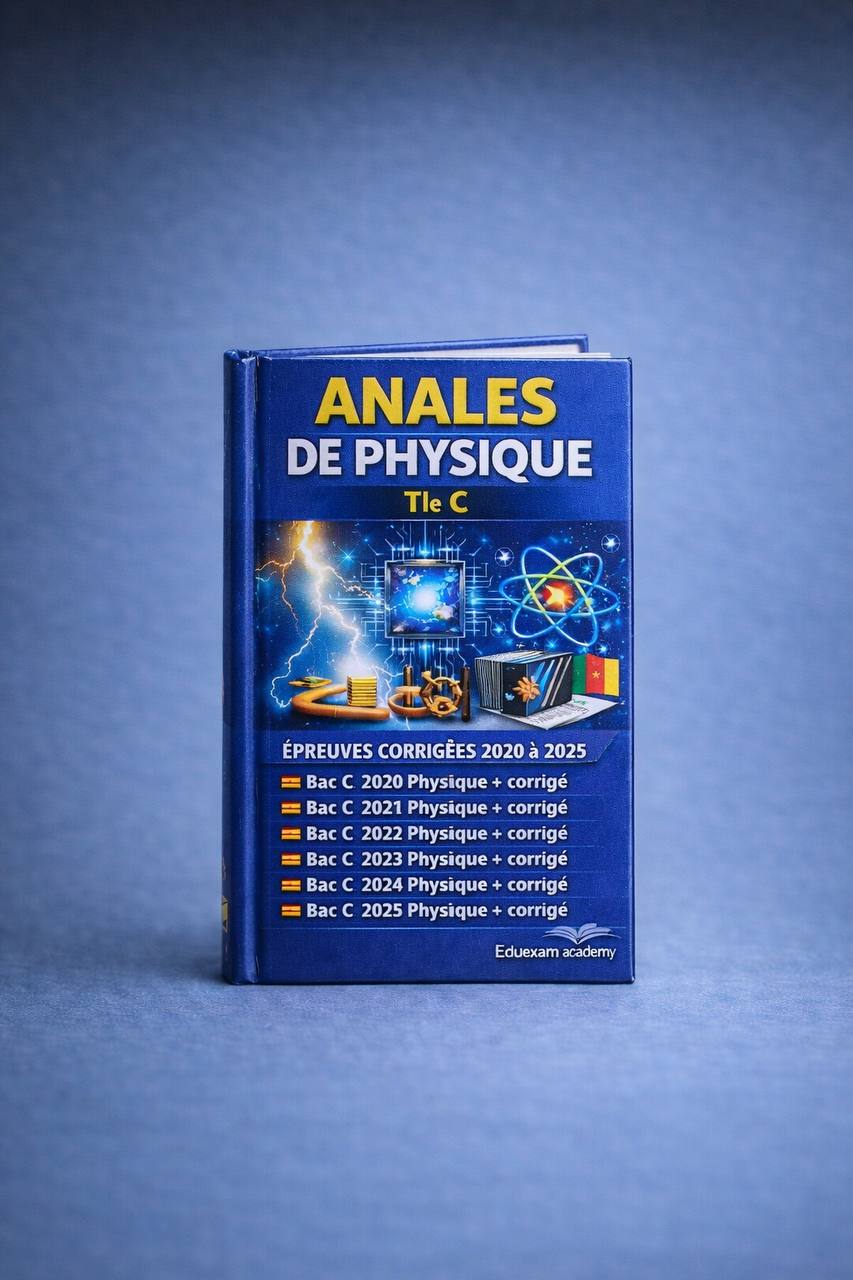 ANALES
DE PHYSIQUE
Tle C
ÉPREUVES CORRIGÈES 2020 à 2025
Bac C 2020 Physique + corrigé
Bac C 2021 Physique + corrigé
Bac C 2022 Physique + corrigé
Bac C 2023 Physique + corrigé
Bac C 2024 Physique + corrigé
Bac C 2025 Physique + corrigé
Eduexam academy